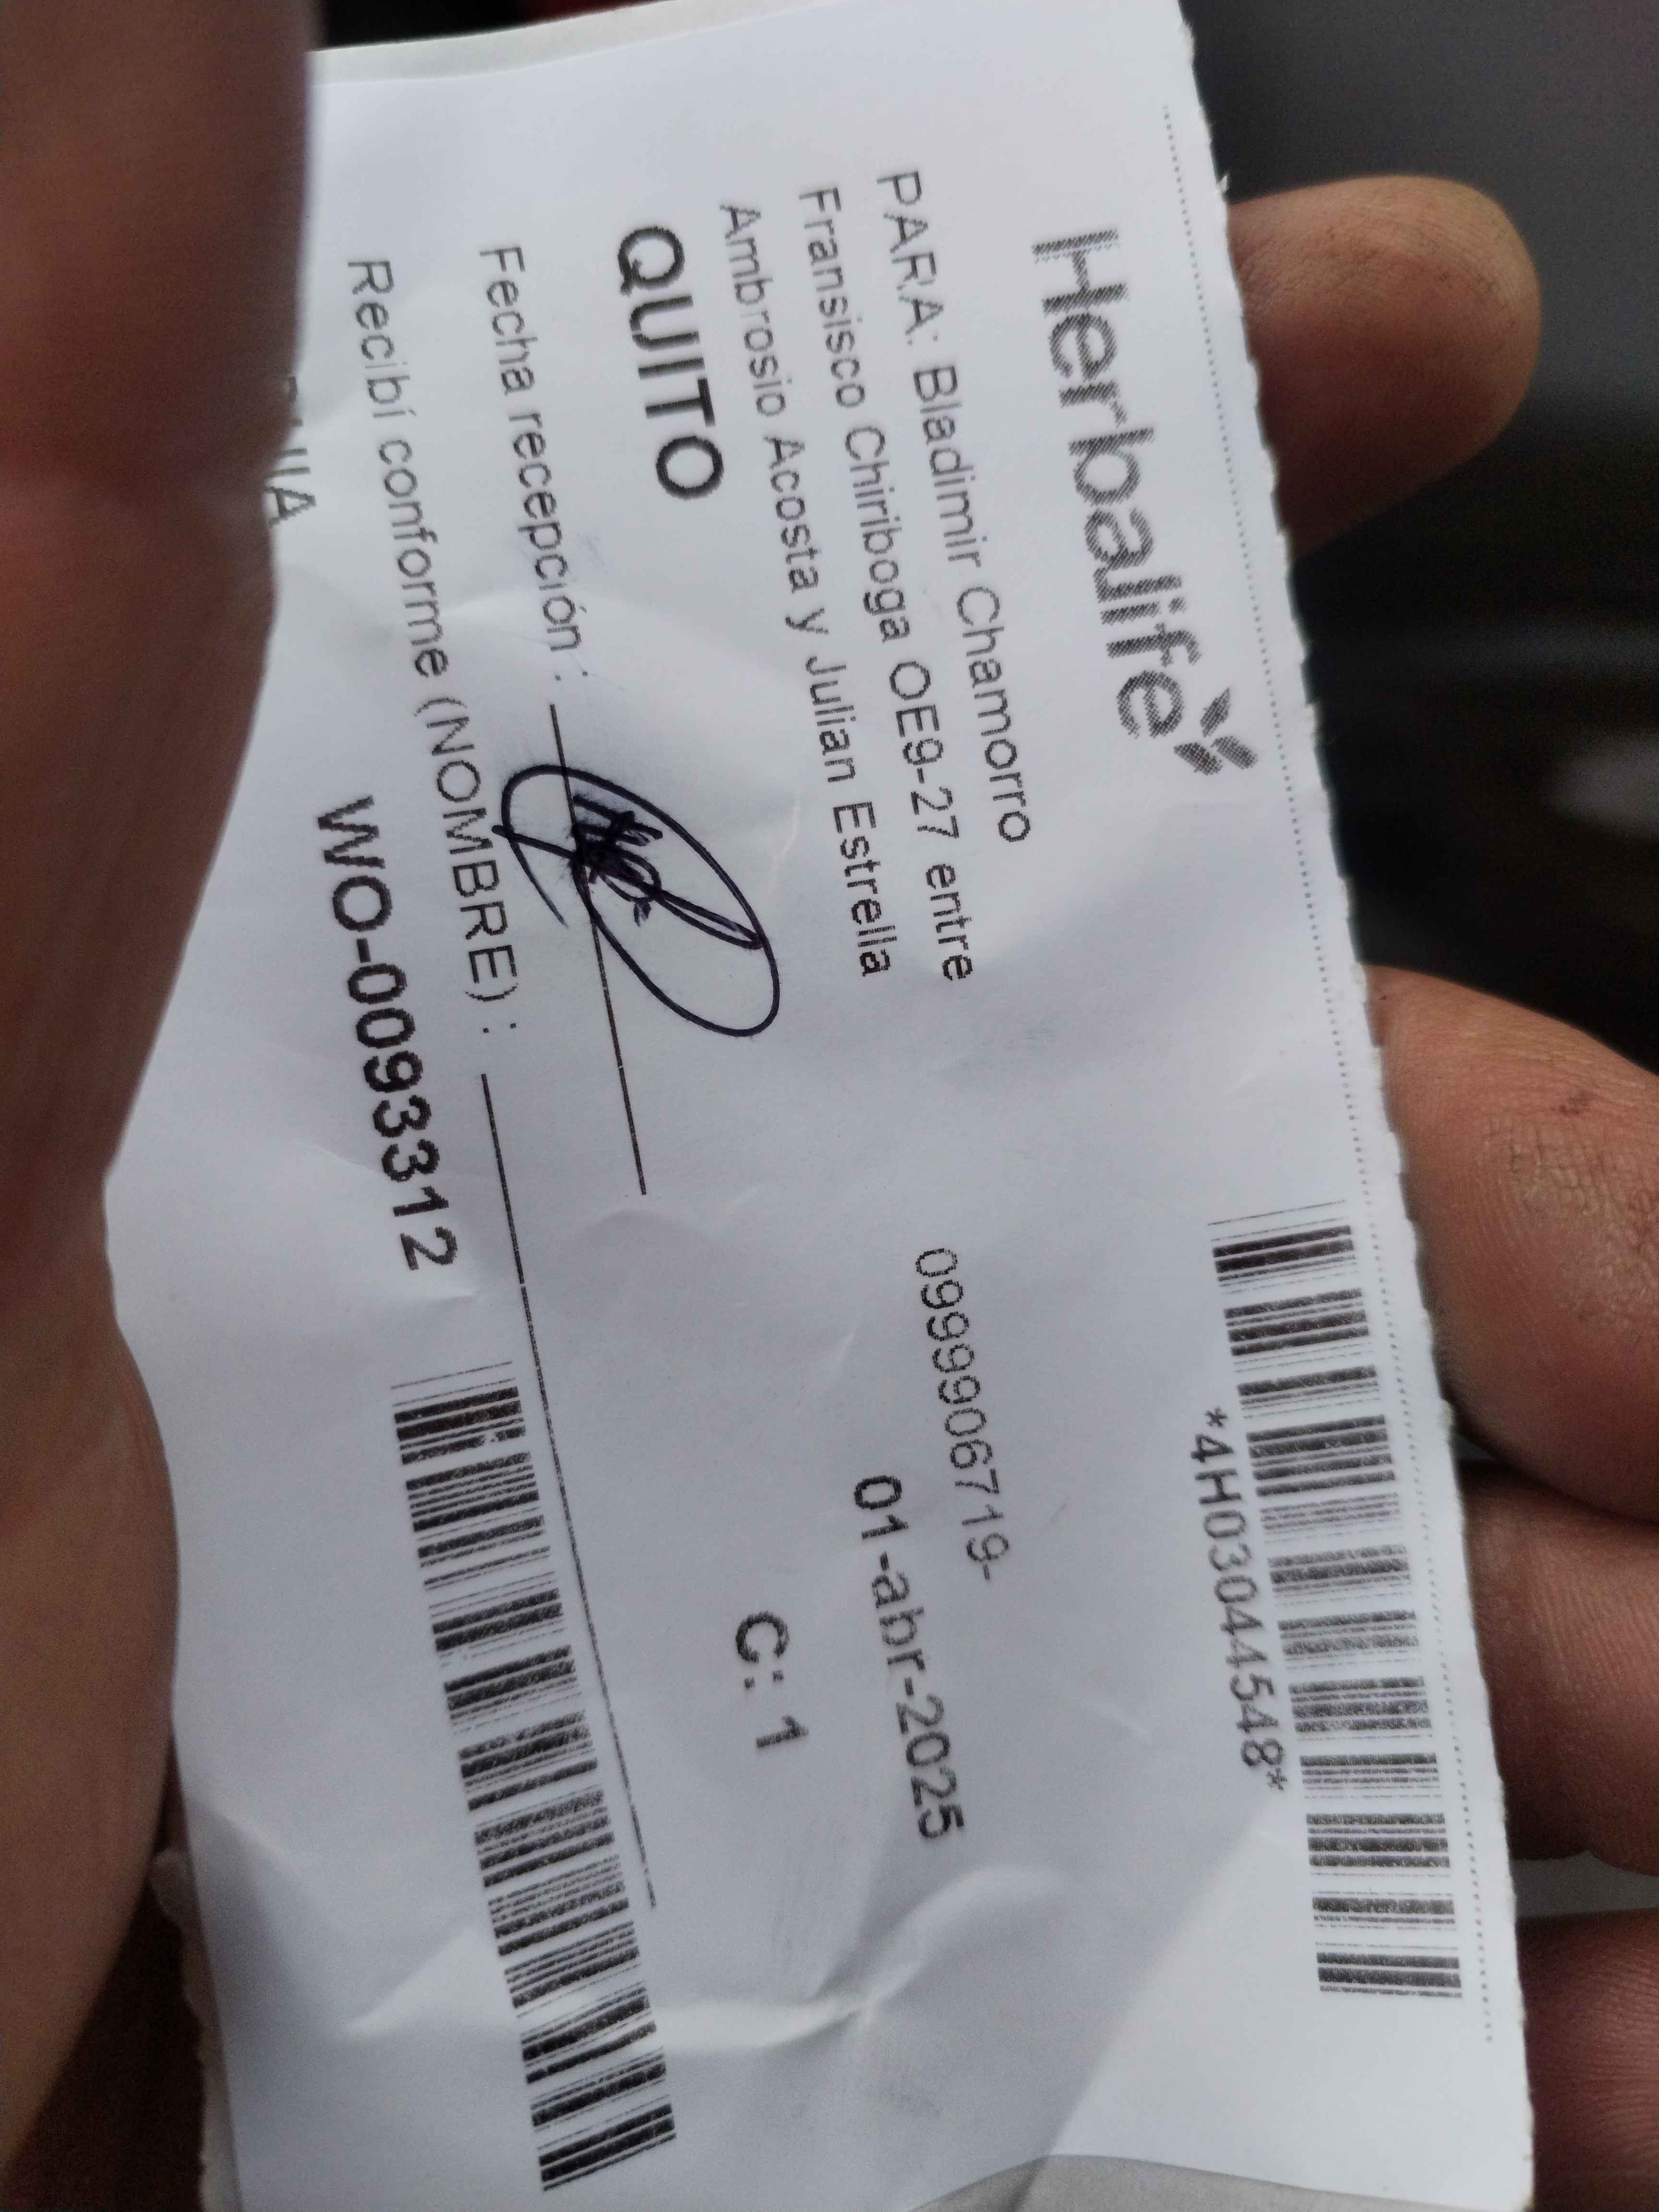 Herbalife
*4H03044548*
PARA: Bladimir Chamorro
0999906719-
Fransisco Chiriboga OE9-27 entre
01-abr-2025
Ambrosio Acosta y Julian Estrella
QUITO
C: 1
Fecha recepción :
Recibí conforme (NOMBRE) :
WO-0093312